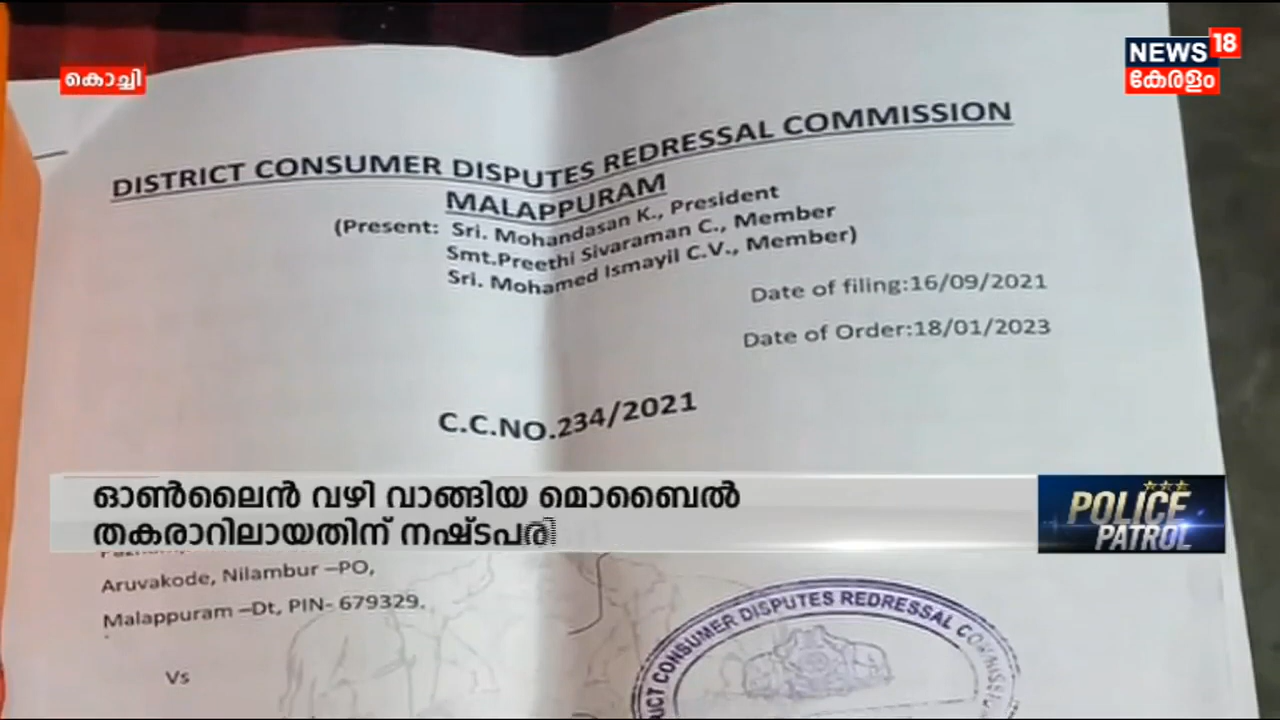 NEWS 18
കേരളം
കൊച്ചി
DISTRICT CONSUMER DISPUTES REDRESSAL COMMISSION
MALAPPURAM
(Present: Sri. Mohandasan K., President
Smt.Preethi Sivaraman C., Member
Sri. Mohamed Ismayil C.V., Member)
Date of filing:16/09/2021
Date of Order:18/01/2023
C.C.NO.234/2021
ഓൺലൈൻ വഴി വാങ്ങിയ മൊബൈൽ
തകരാറിലായതിന് നഷ്ടപരി
POLICE
PATROL
Aruvakode, Nilambur –PO,
Malappuram –Dt, PIN- 679329.
Vs
CONSUMER DISPUTES REDRESSAL